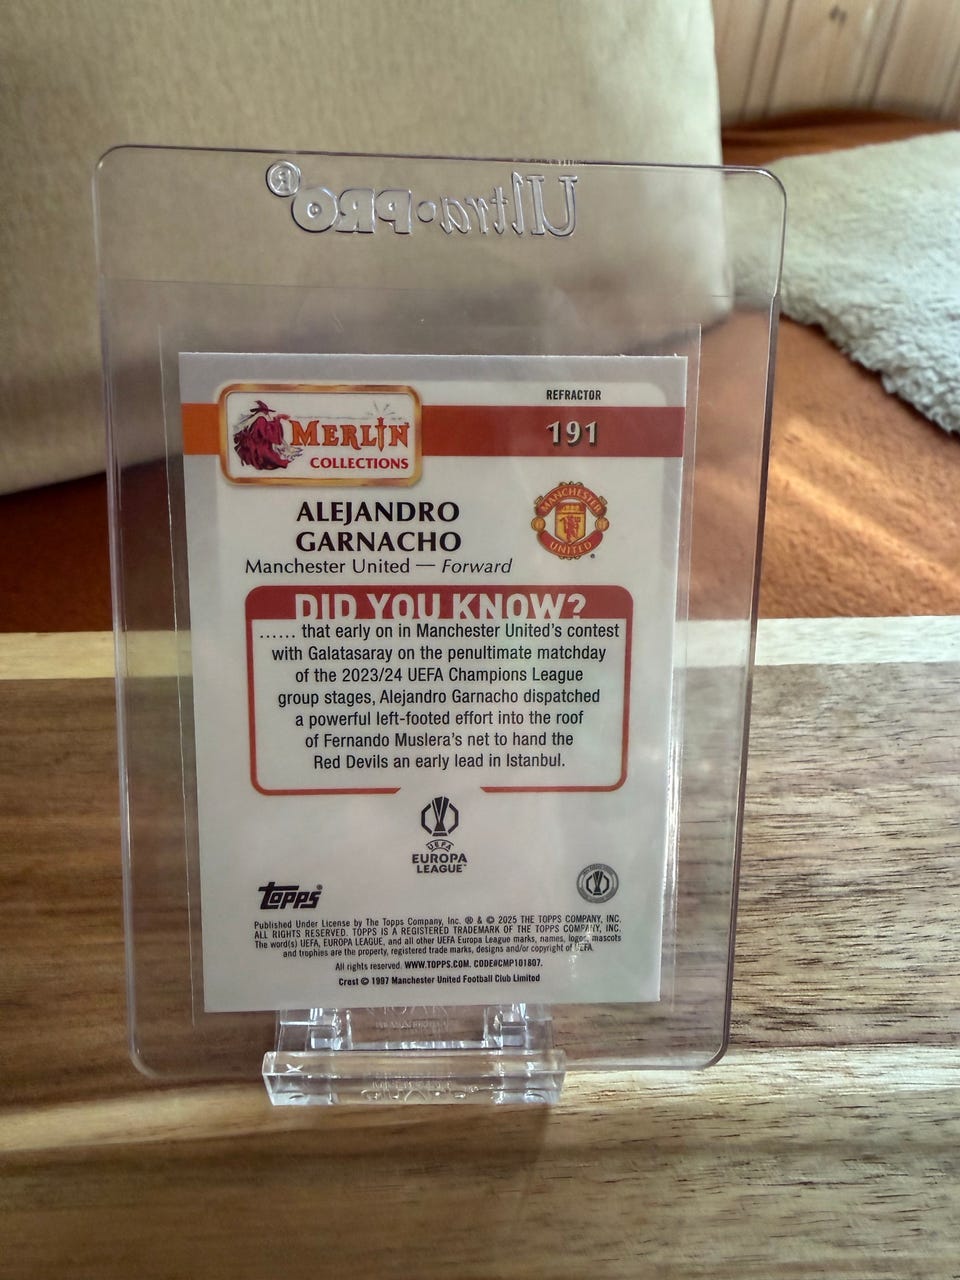 Ultra·PRO®
REFRACTOR
MERLIN
COLLECTIONS
191
ALEJANDRO
GARNACHO
MANCHESTER
UNITED
Manchester United — Forward
DID YOU KNOW?
...... that early on in Manchester United's contest
with Galatasaray on the penultimate matchday
of the 2023/24 UEFA Champions League
group stages, Alejandro Garnacho dispatched
a powerful left-footed effort into the roof
of Fernando Muslera's net to hand the
Red Devils an early lead in Istanbul.
UEFA
EUROPA
LEAGUE™
topps®
Published Under License by The Topps Company, Inc. ® & © 2025 THE TOPPS COMPANY, INC.
ALL RIGHTS RESERVED. TOPPS IS A REGISTERED TRADEMARK OF THE TOPPS COMPANY, INC.
The word(s) UEFA, EUROPA LEAGUE, and all other UEFA Europa League marks, names, logos, mascots
and trophies are the property, registered trade marks, designs and/or copyright of UEFA.
All rights reserved. WWW.TOPPS.COM. CODE#CMP101807.
Crest © 1997 Manchester United Football Club Limited